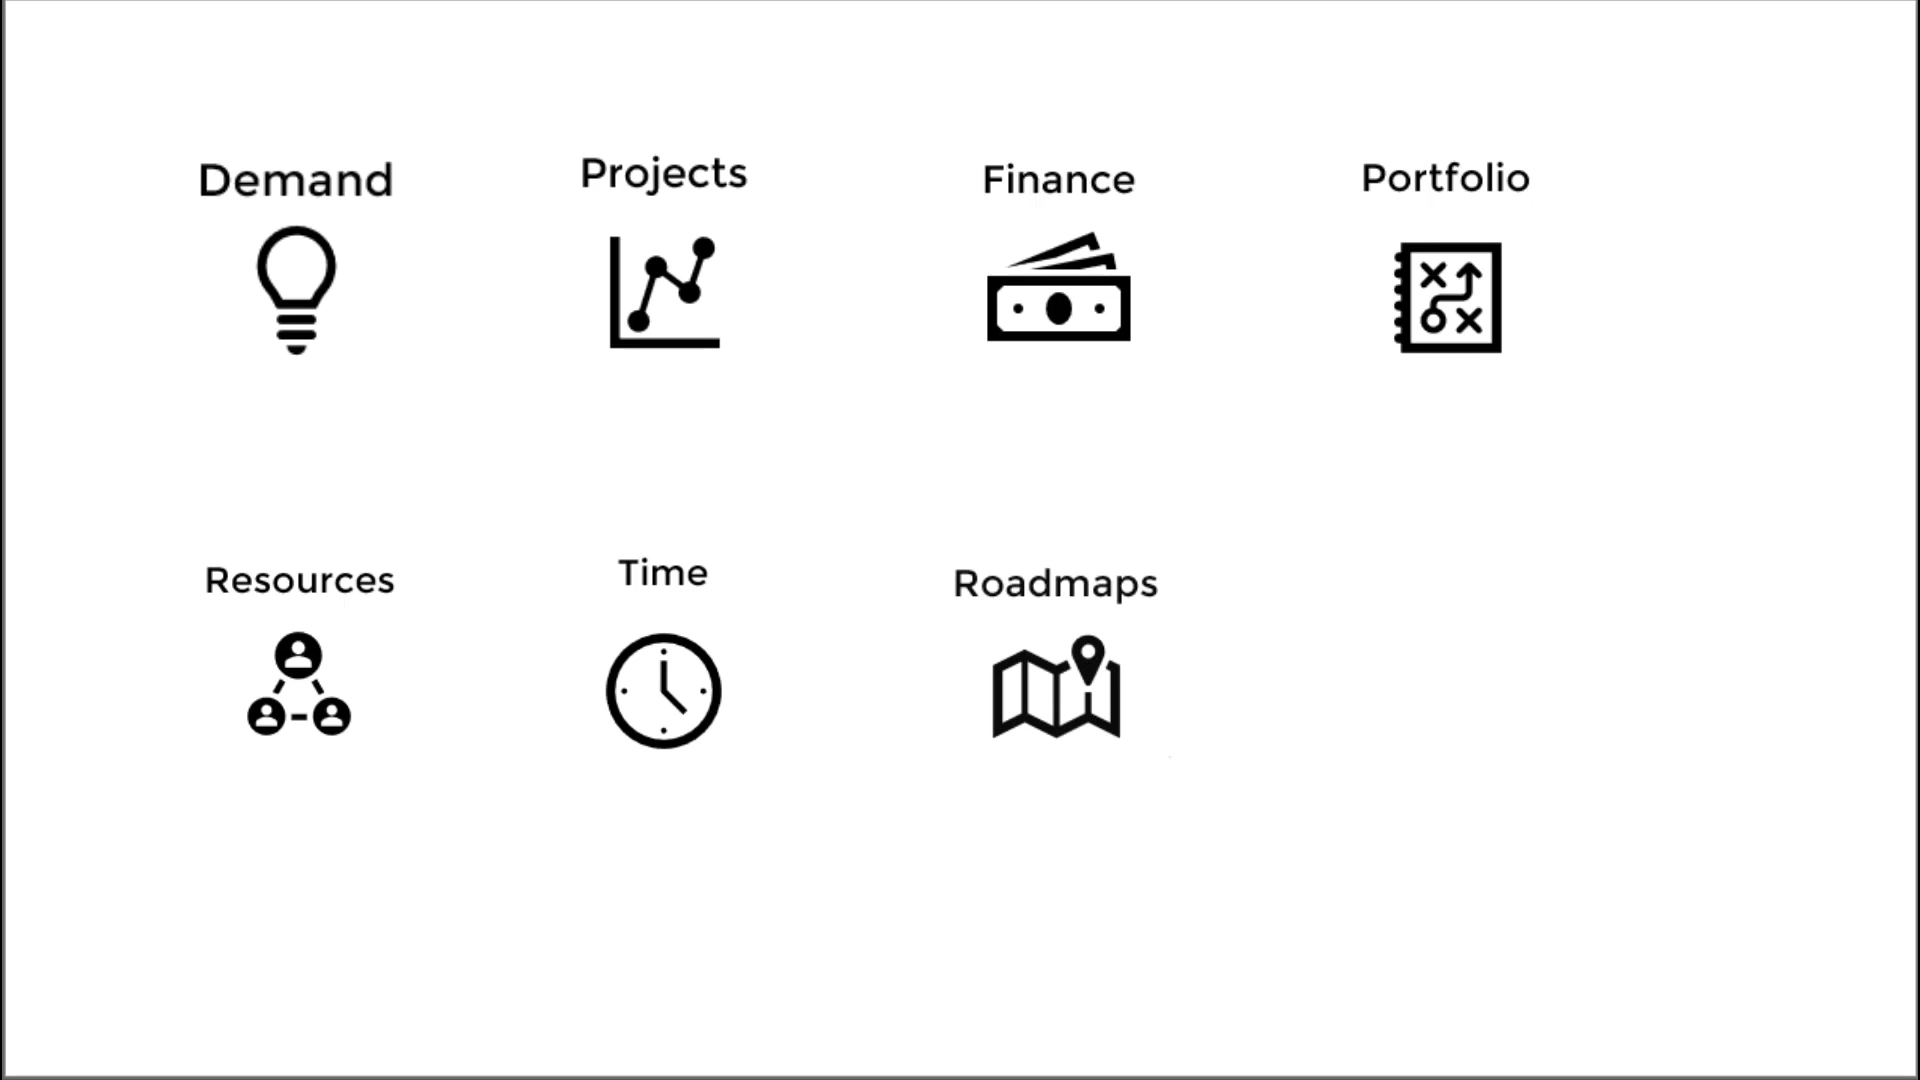 Demand
Projects
Finance
Portfolio
Resources
Time
Roadmaps